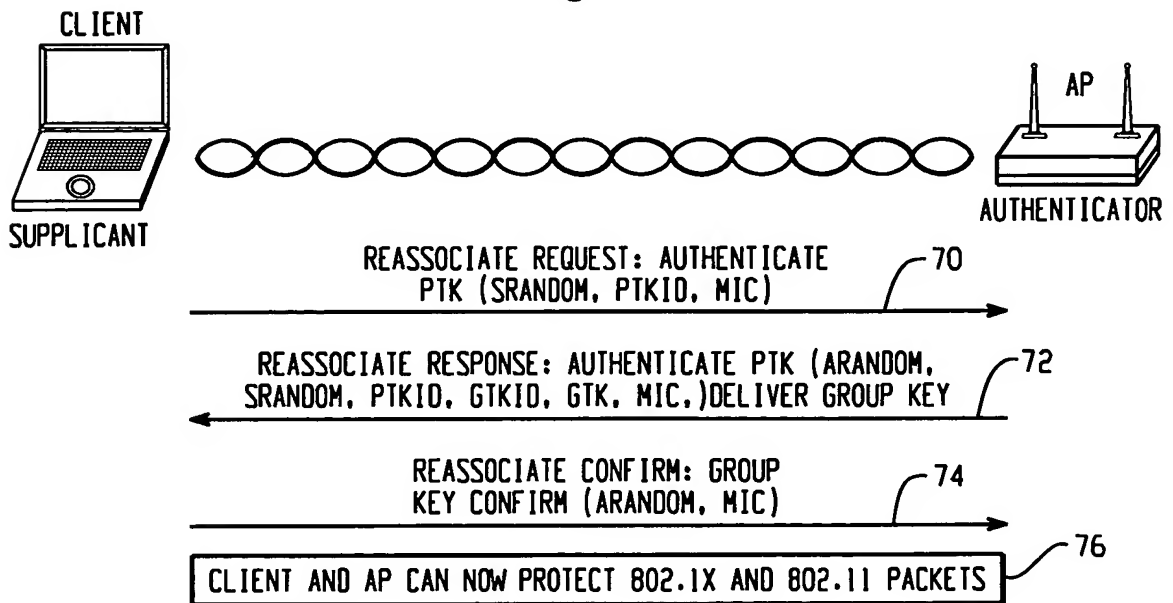 CLIENT
AP
SUPPLICANT
AUTHENTICATOR
REASSOCIATE REQUEST: AUTHENTICATE
PTK (SRANDOM, PTKID, MIC)
70
REASSOCIATE RESPONSE: AUTHENTICATE PTK (ARANDOM,
SRANDOM, PTKID, GTKID, GTK, MIC,)DELIVER GROUP KEY
72
REASSOCIATE CONFIRM: GROUP
KEY CONFIRM (ARANDOM, MIC)
74
CLIENT AND AP CAN NOW PROTECT 802.1X AND 802.11 PACKETS
76